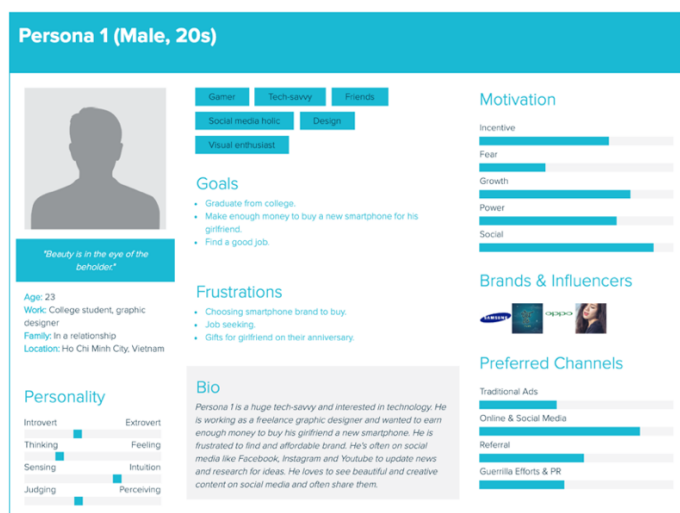 Persona 1 (Male, 20s)
"Beauty is in the eye of the
beholder."
Age: 23
Work: College student, graphic
designer
Family: In a relationship
Location: Ho Chi Minh City, Vietnam
Personality
Introvert Extrovert
Thinking Feeling
Sensing Intuition
Judging Perceiving
Gamer Tech-savvy Friends
Social media holic Design
Visual enthusiast
Goals
Graduate from college.
Make enough money to buy a new smartphone for his
girlfriend.
Find a good job.
Frustrations
Choosing smartphone brand to buy.
Job seeking.
Gifts for girlfriend on their anniversary.
Bio
Persona 1 is a huge tech-savvy and interested in technology. He
is working as a freelance graphic designer and wanted to earn
enough money to buy his girlfriend a new smartphone. He is
frustrated to find and affordable brand. He's often on social
media like Facebook, Instagram and Youtube to update news
and research for ideas. He loves to see beautiful and creative
content on social media and often share them.
Motivation
Incentive
Fear
Growth
Power
Social
Brands & Influencers
SAMSUNG
oppo
Preferred Channels
Traditional Ads
Online & Social Media
Referral
Guerrilla Efforts & PR